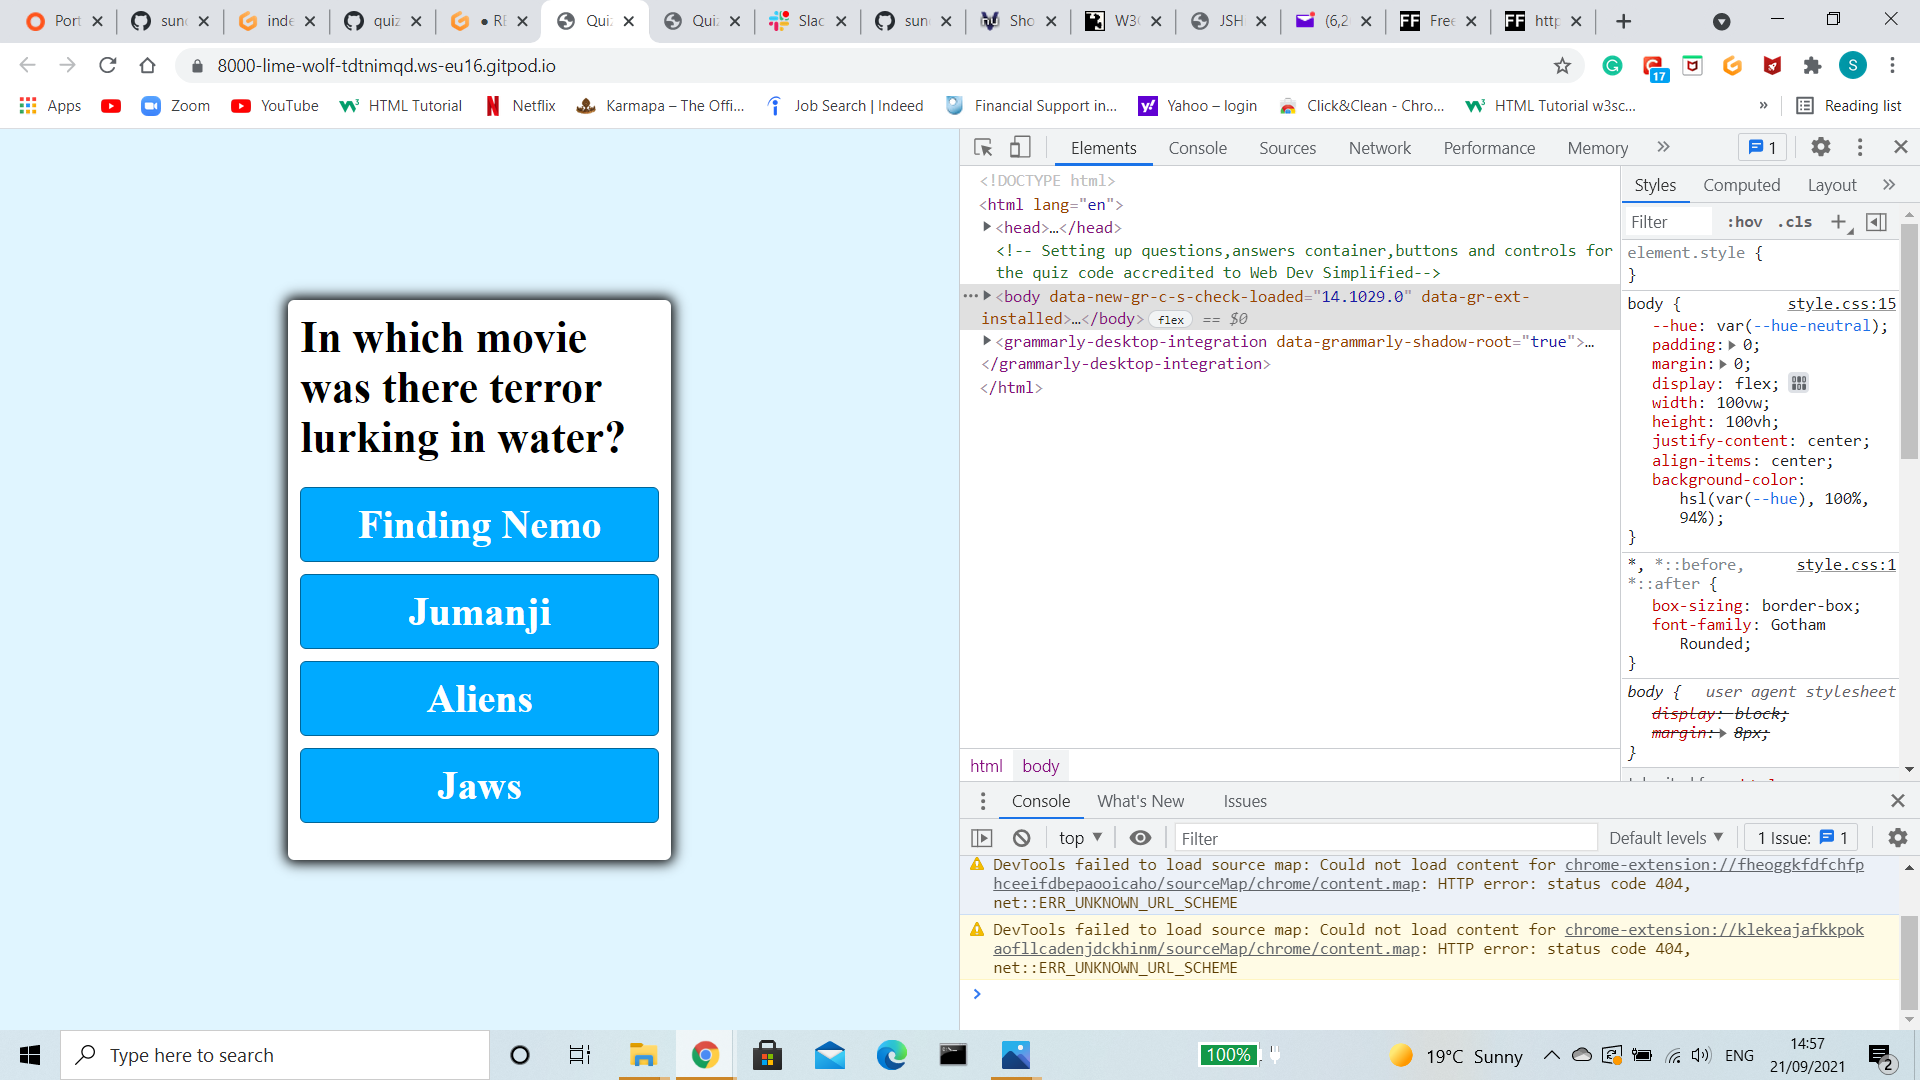 Port
sund
inde
quiz
● RE
Quiz
Quiz
Slac
sund
Sho
W3C
JSH
(6,2
Free
http
8000-lime-wolf-tdtnimqd.ws-eu16.gitpod.io
17
S
Apps
Zoom
YouTube
HTML Tutorial
Netflix
Karmapa – The Offi...
Job Search | Indeed
Financial Support in...
Yahoo – login
Click&Clean - Chro...
HTML Tutorial w3sc...
»
Reading list
In which movie
was there terror
lurking in water?
Finding Nemo
Jumanji
Aliens
Jaws
Elements Console Sources Network Performance Memory » 1
<!DOCTYPE html>
<html lang="en">
<head>…</head>
<!-- Setting up questions,answers container,buttons and controls for
the quiz code accredited to Web Dev Simplified-->
<body data-new-gr-c-s-check-loaded="14.1029.0" data-gr-ext-
installed>…</body> flex == $0
<grammarly-desktop-integration data-grammarly-shadow-root="true">…
</grammarly-desktop-integration>
</html>
html body
Styles Computed Layout »
Filter :hov .cls +
element.style {
}
body { style.css:15
--hue: var(--hue-neutral);
padding: 0;
margin: 0;
display: flex;
width: 100vw;
height: 100vh;
justify-content: center;
align-items: center;
background-color:
hsl(var(--hue), 100%,
94%);
}
*, *::before, style.css:1
*::after {
box-sizing: border-box;
font-family: Gotham
Rounded;
}
body { user agent stylesheet
display: block;
margin: 8px;
}
Console What's New Issues
top ▼ Filter Default levels ▼ 1 Issue: 1
DevTools failed to load source map: Could not load content for chrome-extension://fheoggkfdfchfp
hceeifdbepaooicaho/sourceMap/chrome/content.map: HTTP error: status code 404,
net::ERR_UNKNOWN_URL_SCHEME
DevTools failed to load source map: Could not load content for chrome-extension://klekeajafkkpok
aofllcadenjdckhinm/sourceMap/chrome/content.map: HTTP error: status code 404,
net::ERR_UNKNOWN_URL_SCHEME
>
Type here to search
100%
19°C Sunny
ENG
14:57
21/09/2021
2